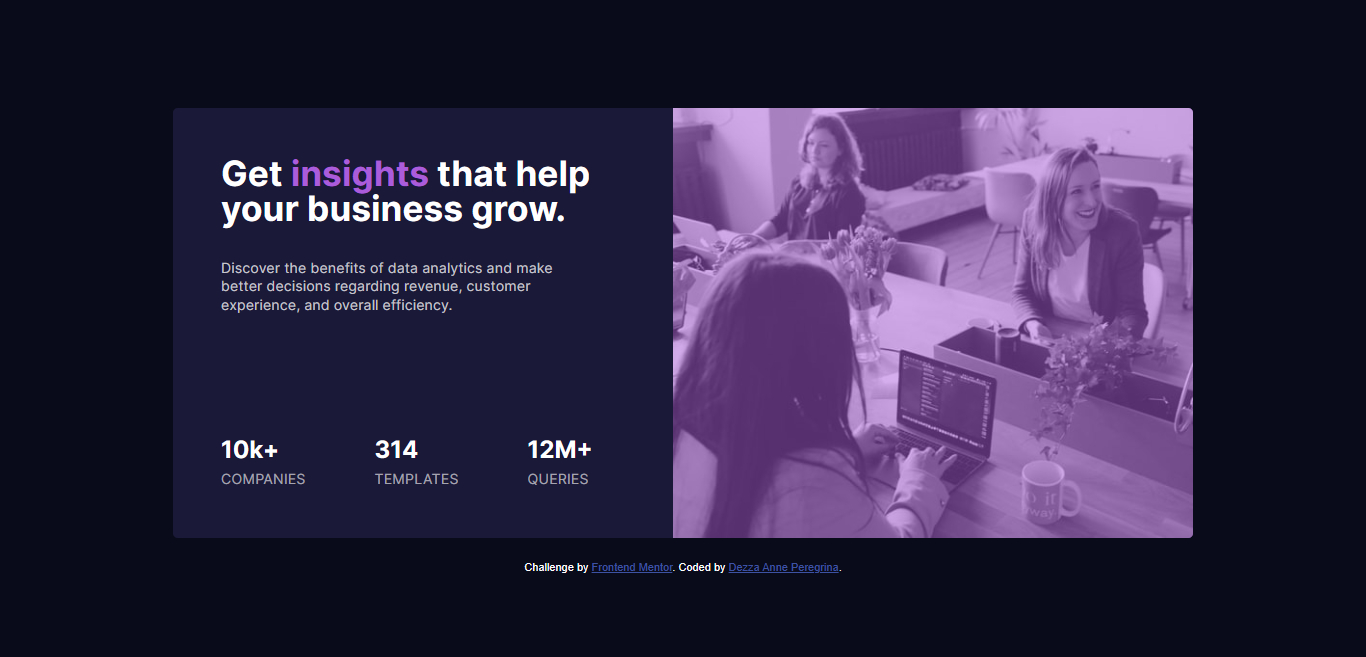 Get insights that help
your business grow.
Discover the benefits of data analytics and make
better decisions regarding revenue, customer
experience, and overall efficiency.
10k+
COMPANIES
314
TEMPLATES
12M+
QUERIES
Challenge by Frontend Mentor. Coded by Dezza Anne Peregrina.